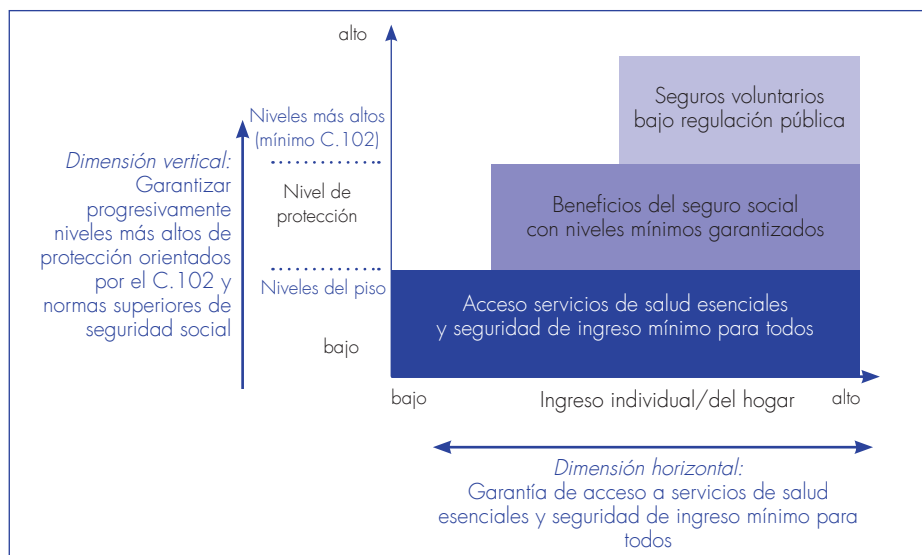 alto
Niveles más altos
(mínimo C.102)
Dimensión vertical:
Garantizar
progresivamente
niveles más altos de
protección orientados
por el C.102 y
normas superiores de
seguridad social
Nivel de
protección
Niveles del piso
bajo
Seguros voluntarios
bajo regulación pública
Beneficios del seguro social
con niveles mínimos garantizados
Acceso servicios de salud esenciales
y seguridad de ingreso mínimo para todos
bajo
Ingreso individual/del hogar
alto
Dimensión horizontal:
Garantía de acceso a servicios de salud
esenciales y seguridad de ingreso mínimo para
todos